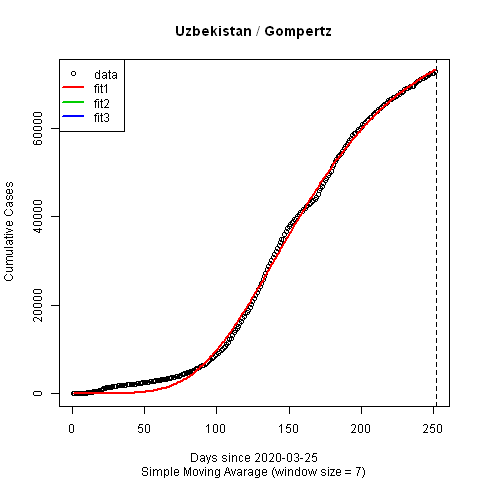 Uzbekistan / Gompertz
data
fit1
fit2
fit3
Cumulative Cases
0
20000
40000
60000
0 50 100 150 200 250
Days since 2020-03-25
Simple Moving Avarage (window size = 7)